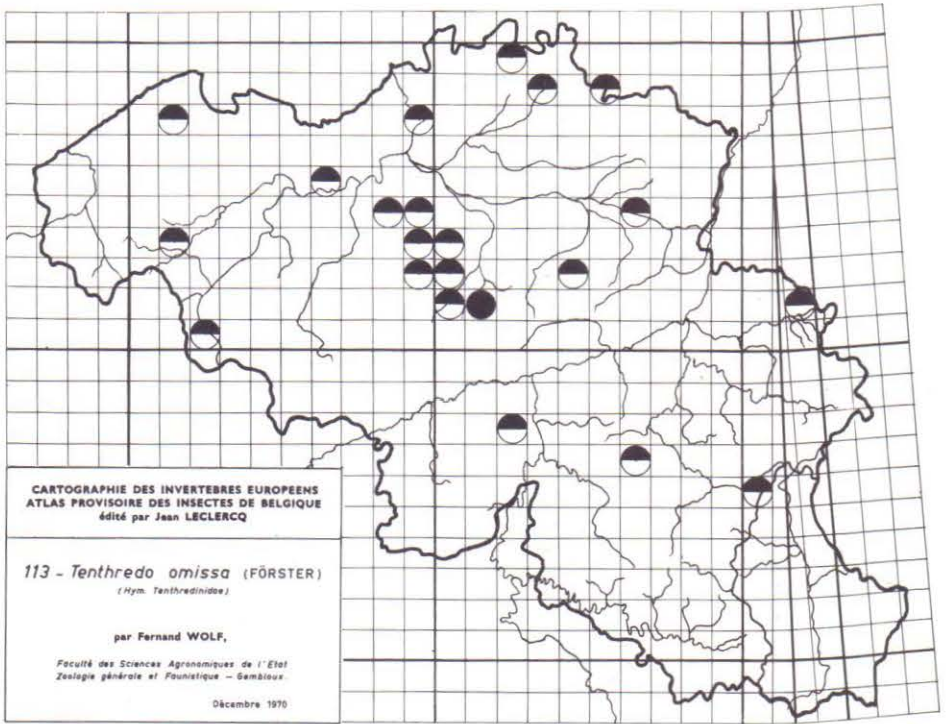 CARTOGRAPHIE DES INVERTEBRES EUROPEENS
ATLAS PROVISOIRE DES INSECTES DE BELGIQUE
édité par Jean LECLERCQ
113 - Tenthredo omissa (FÖRSTER)
(Hym. Tenthredinidae)
par Fernand WOLF,
Faculté des Sciences Agronomiques de l'Etat
Zoologie générale et Faunistique - Gembloux.
Décembre 1970